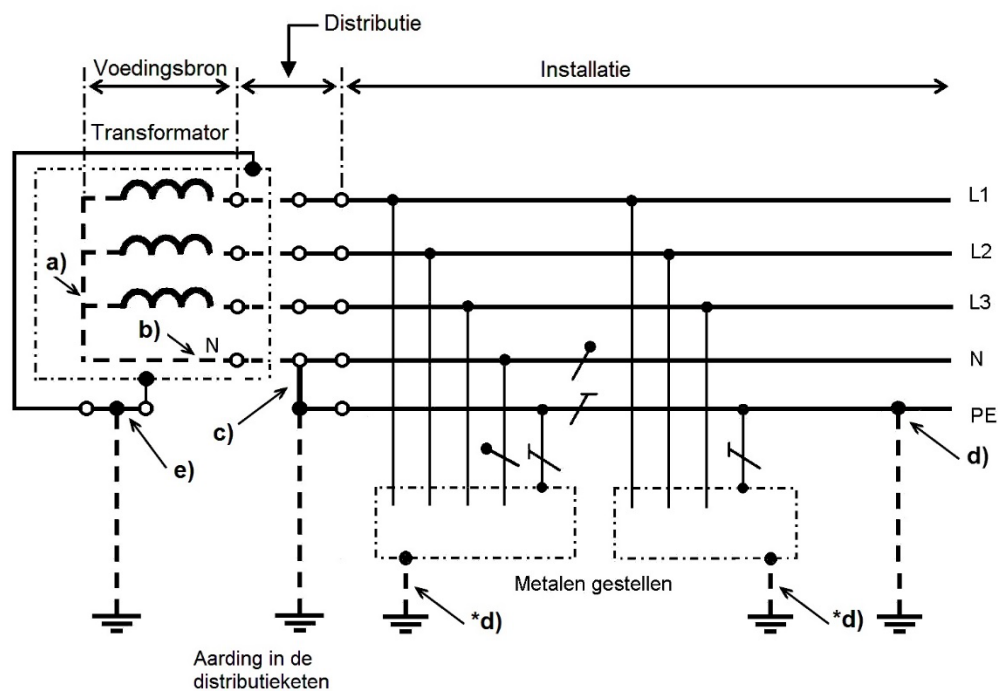 Distributie
Voedingsbron
Installatie
Transformator
L1
L2
a)
L3
b)
N
N
c)
PE
e)
d)
Metalen gestellen
*d)
*d)
Aarding in de
distributieketen